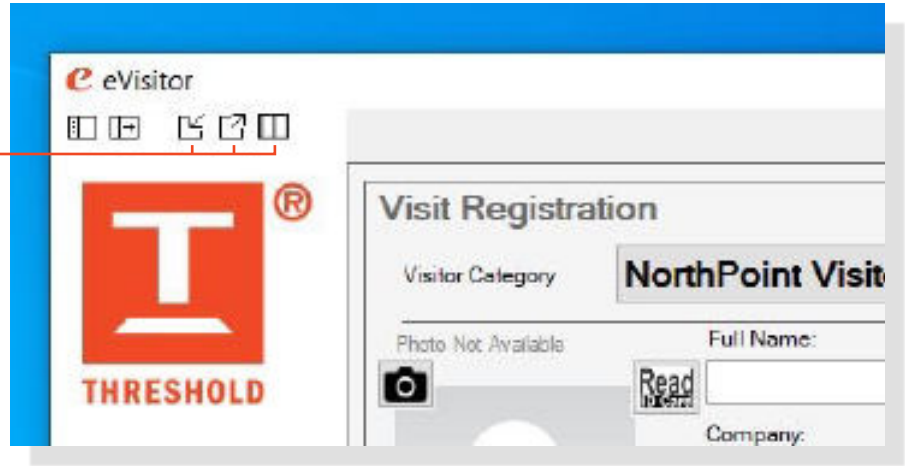 e eVisitor
®
Visit Registration
Visitor Category
NorthPoint Visit
Photo Not Available
Full Name:
Read
THRESHOLD
Company: